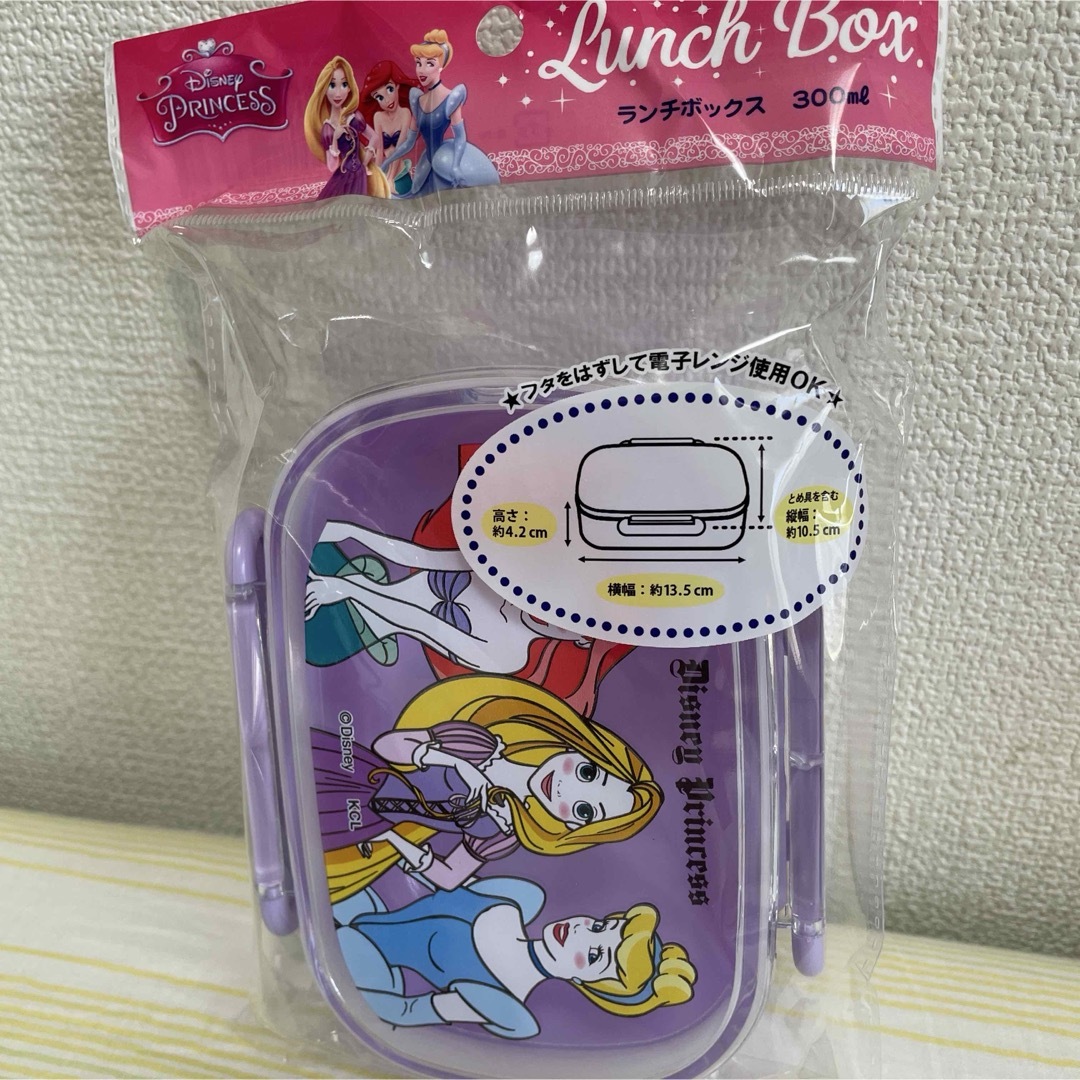 Disney
PRINCESS
Lunch Box
ランチボックス 300ml
★フタをはずして電子レンジ使用OK★
高さ：
約4.2cm
とめ具を含む
縦幅：
約10.5cm
横幅：約13.5cm
Disney Princess
©Disney KCL